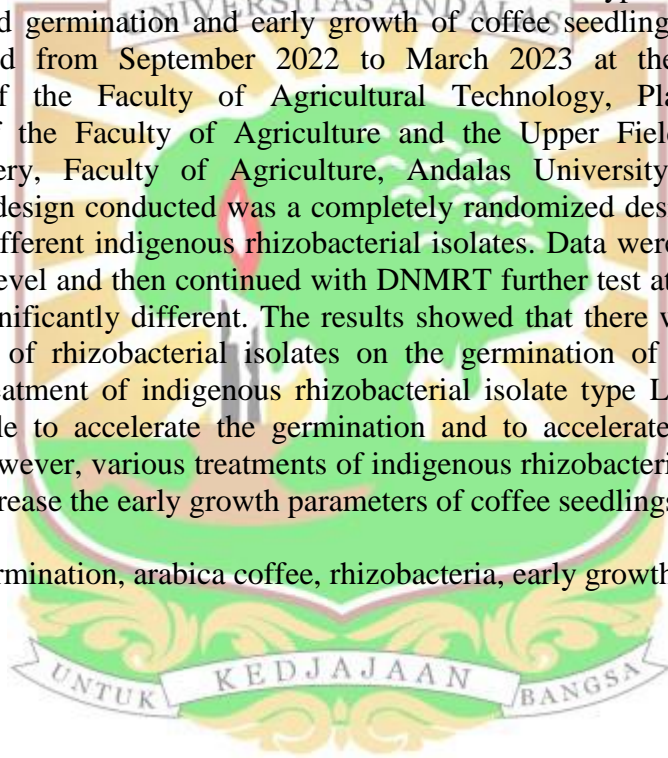 UNIVERSITAS ANDALAS
d germination and early growth of coffee seedling
d from September 2022 to March 2023 at the
f the Faculty of Agricultural Technology, Pla
f the Faculty of Agriculture and the Upper Fiel
ery, Faculty of Agriculture, Andalas University
design conducted was a completely randomized des
fferent indigenous rhizobacterial isolates. Data were
evel and then continued with DNMRT further test at
nificantly different. The results showed that there w
of rhizobacterial isolates on the germination of
eatment of indigenous rhizobacterial isolate type L
le to accelerate the germination and to accelerate
owever, various treatments of indigenous rhizobacteri
rease the early growth parameters of coffee seedlings
rmination, arabica coffee, rhizobacteria, early growth
UNTUK KEDJAJAAN BANGSA